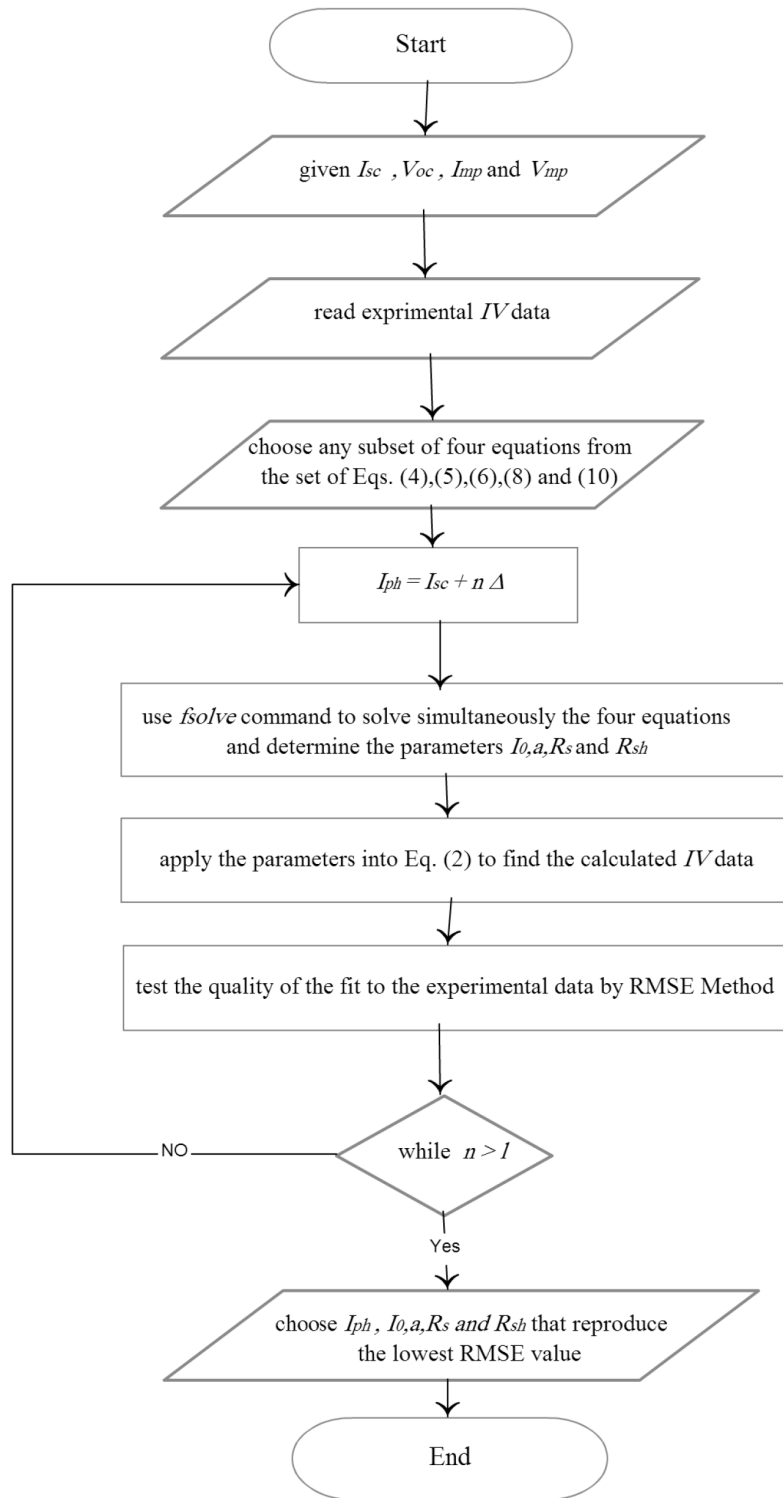 Start
given Isc , Voc , Imp and Vmp
read exprimental IV data
choose any subset of four equations from
the set of Eqs. (4),(5),(6),(8) and (10)
Iph = Isc + n Δ
use fsolve command to solve simultaneously the four equations
and determine the parameters I0,a,Rs and Rsh
apply the parameters into Eq. (2) to find the calculated IV data
test the quality of the fit to the experimental data by RMSE Method
NO
while n > 1
Yes
choose Iph , I0,a,Rs and Rsh that reproduce
the lowest RMSE value
End